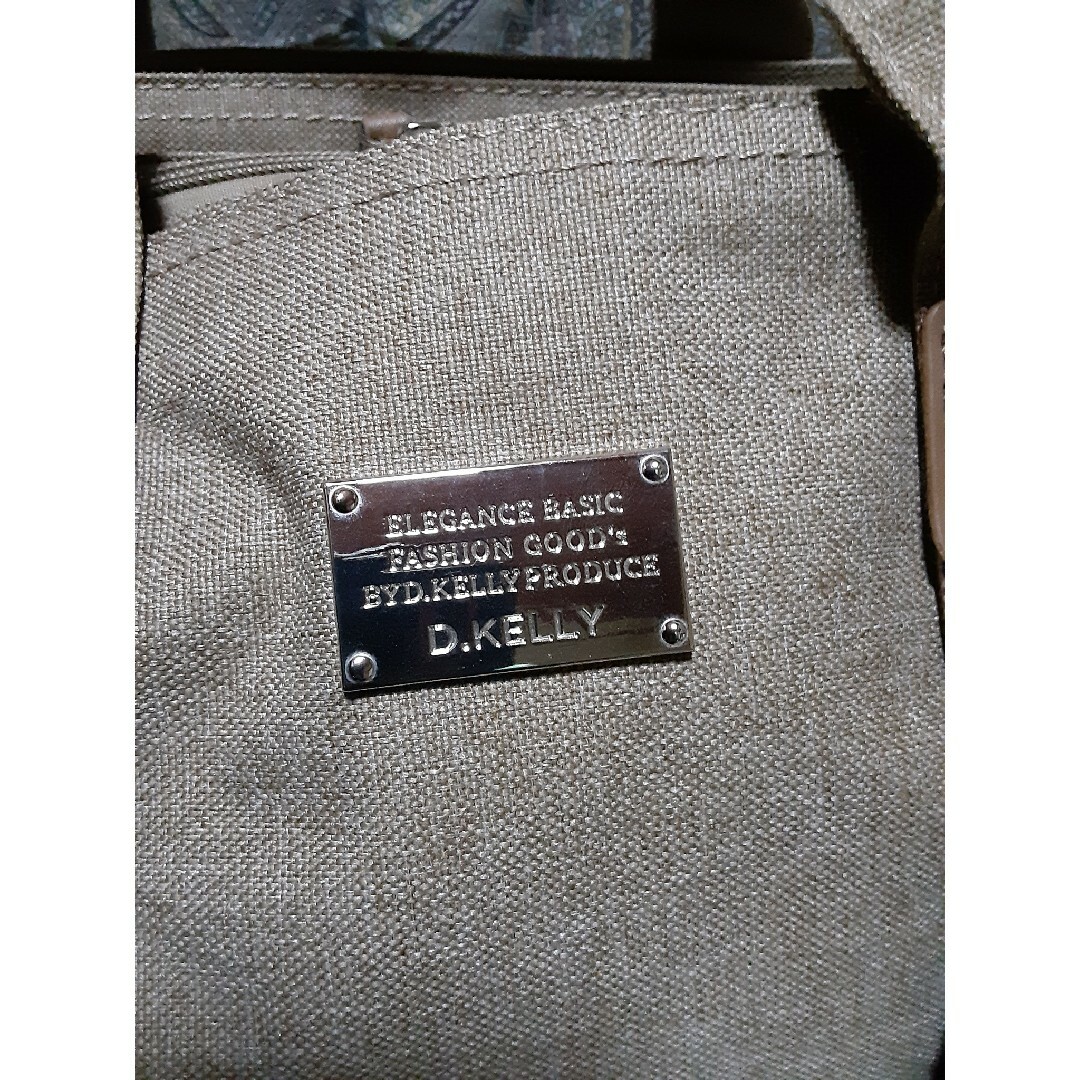 ELEGANCE BASIC
FASHION GOOD's
BYD.KELLY PRODUCE
D.KELLY